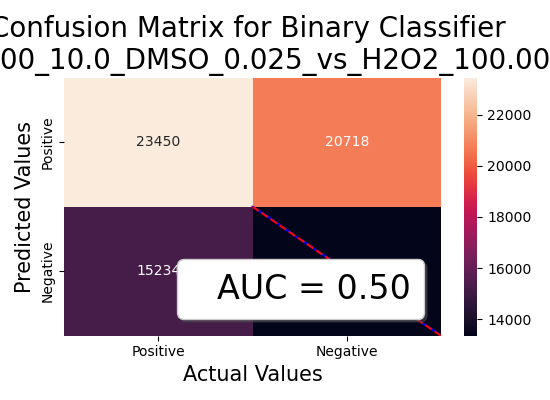 Confusion Matrix for Binary Classifier
00_10.0_DMSO_0.025_vs_H2O2_100.00
Predicted Values
Positive
Negative
23450
20718
15234
AUC = 0.50
Positive
Negative
Actual Values
22000
20000
18000
16000
14000